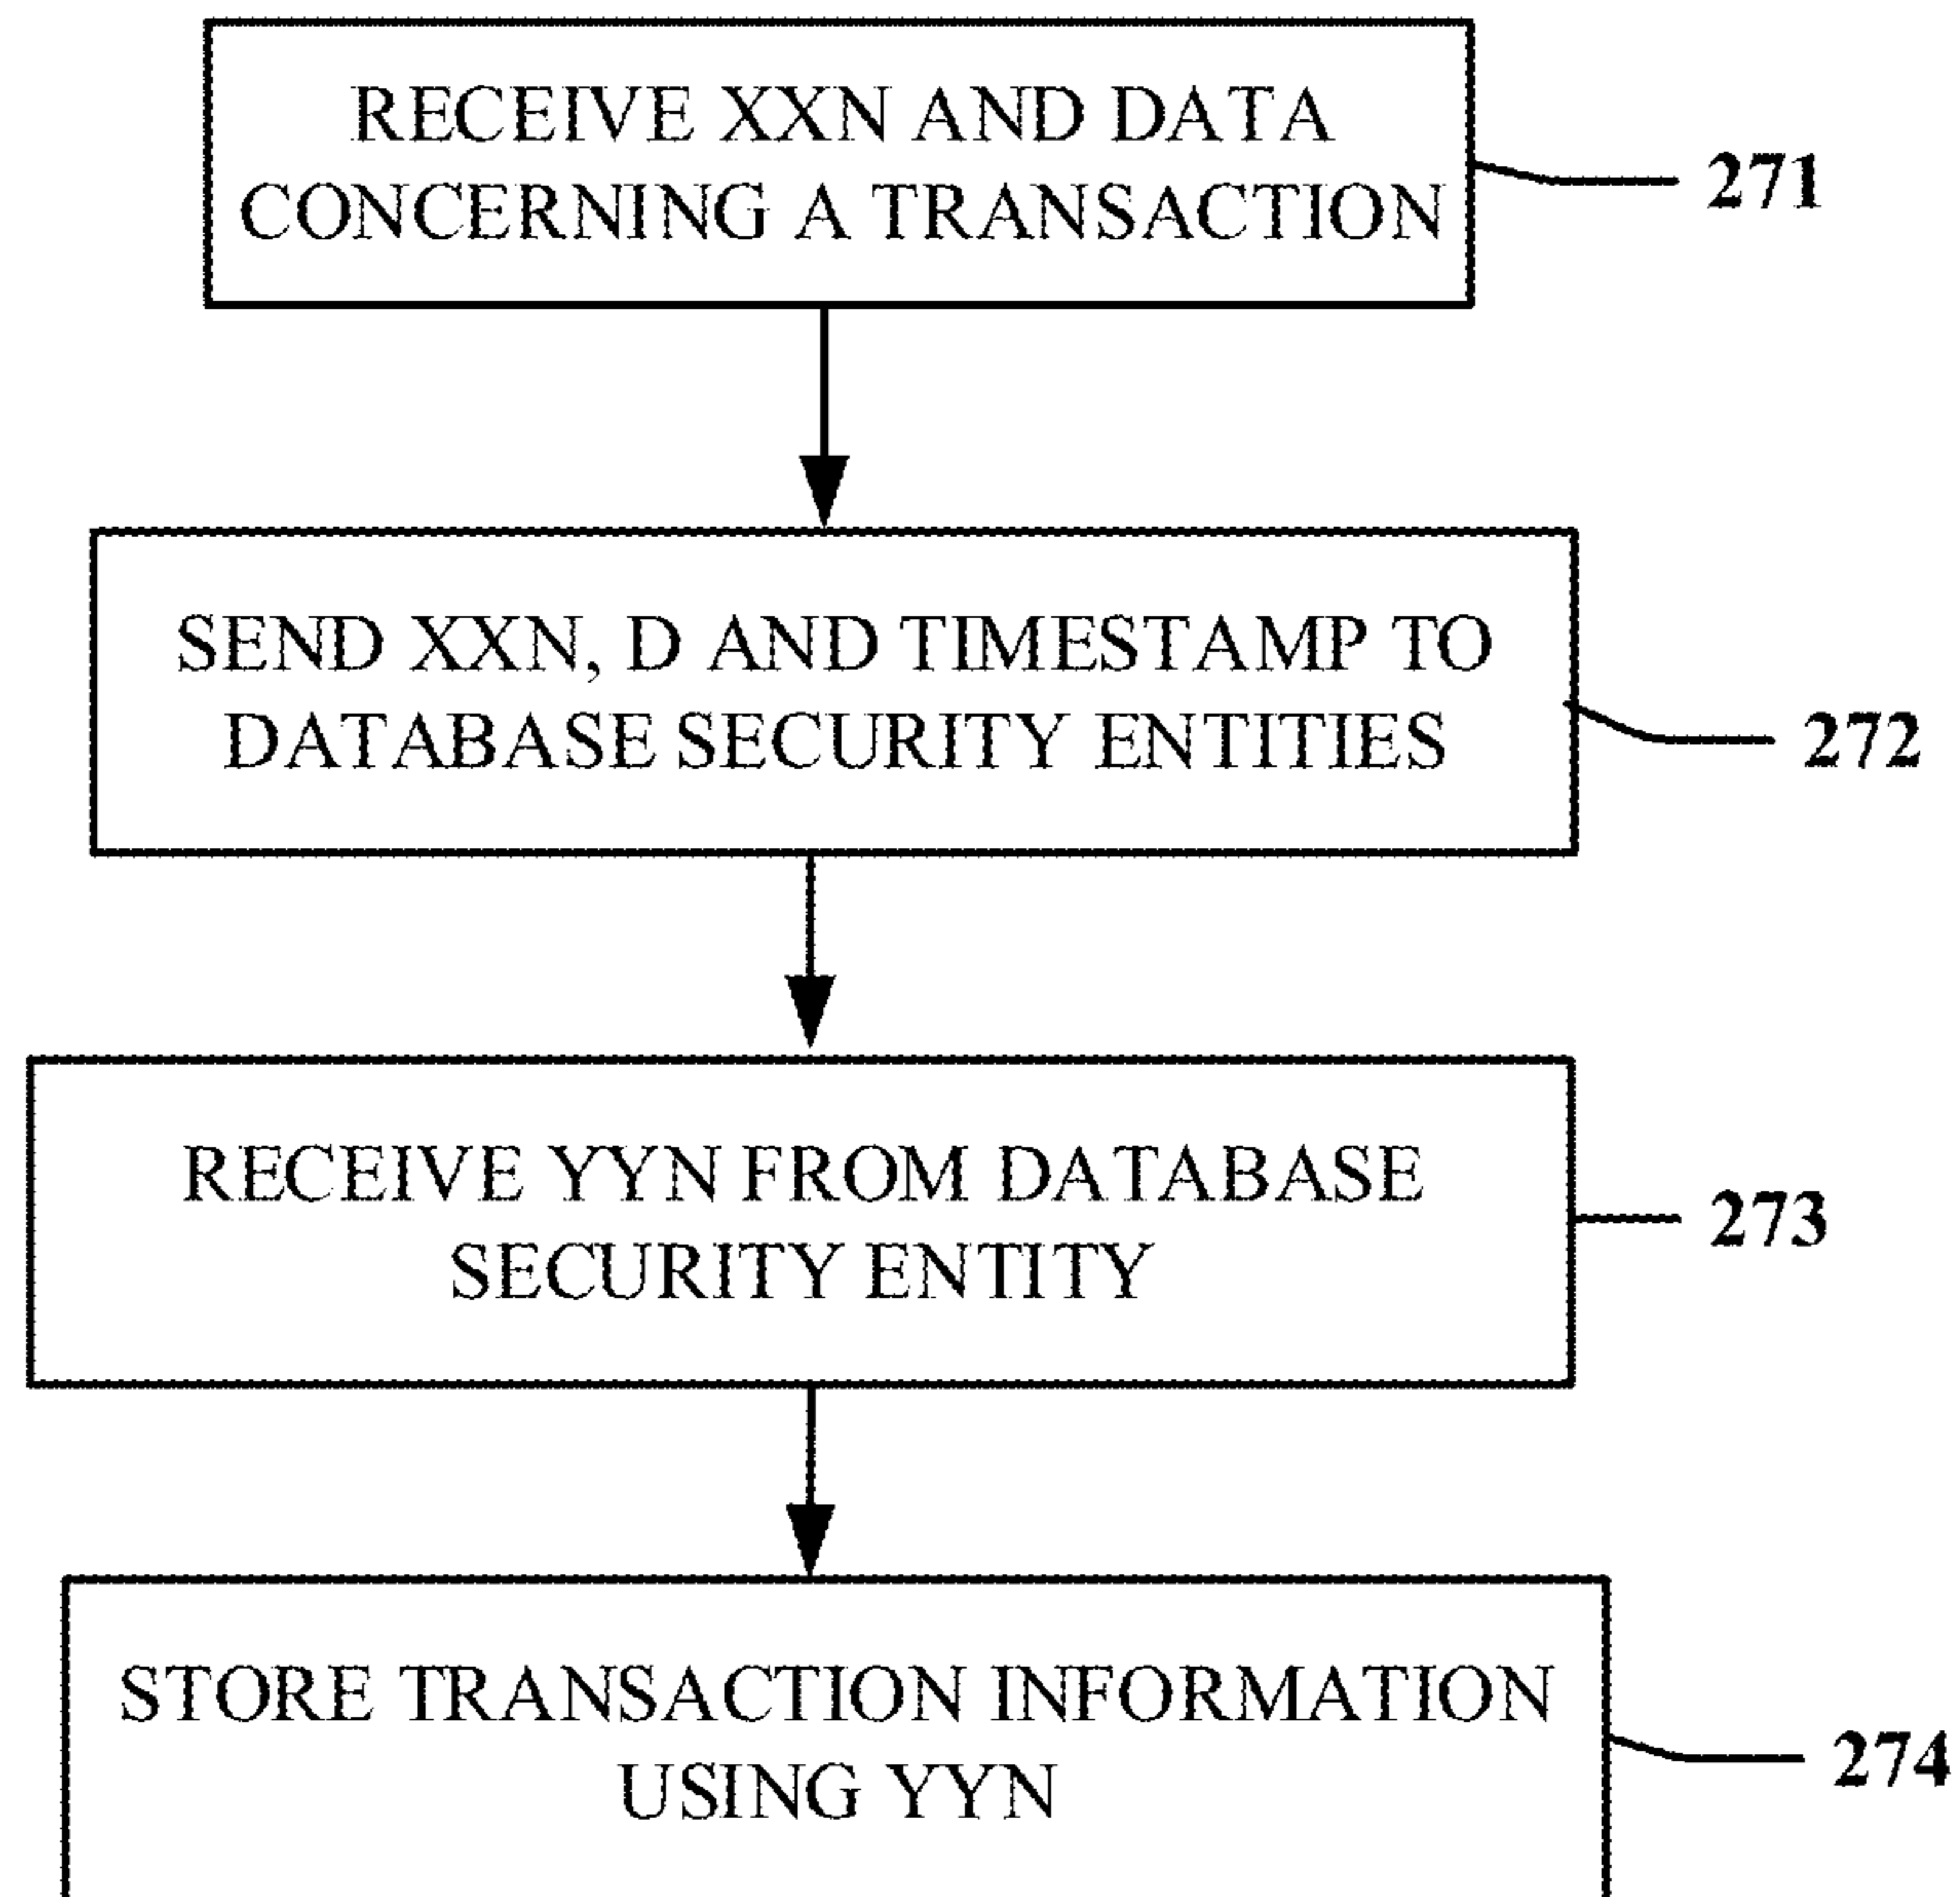 RECEIVE XXN AND DATA
CONCERNING A TRANSACTION
271
SEND XXN, D AND TIMESTAMP TO
DATABASE SECURITY ENTITIES
272
RECEIVE YYN FROM DATABASE
SECURITY ENTITY
273
STORE TRANSACTION INFORMATION
USING YYN
274